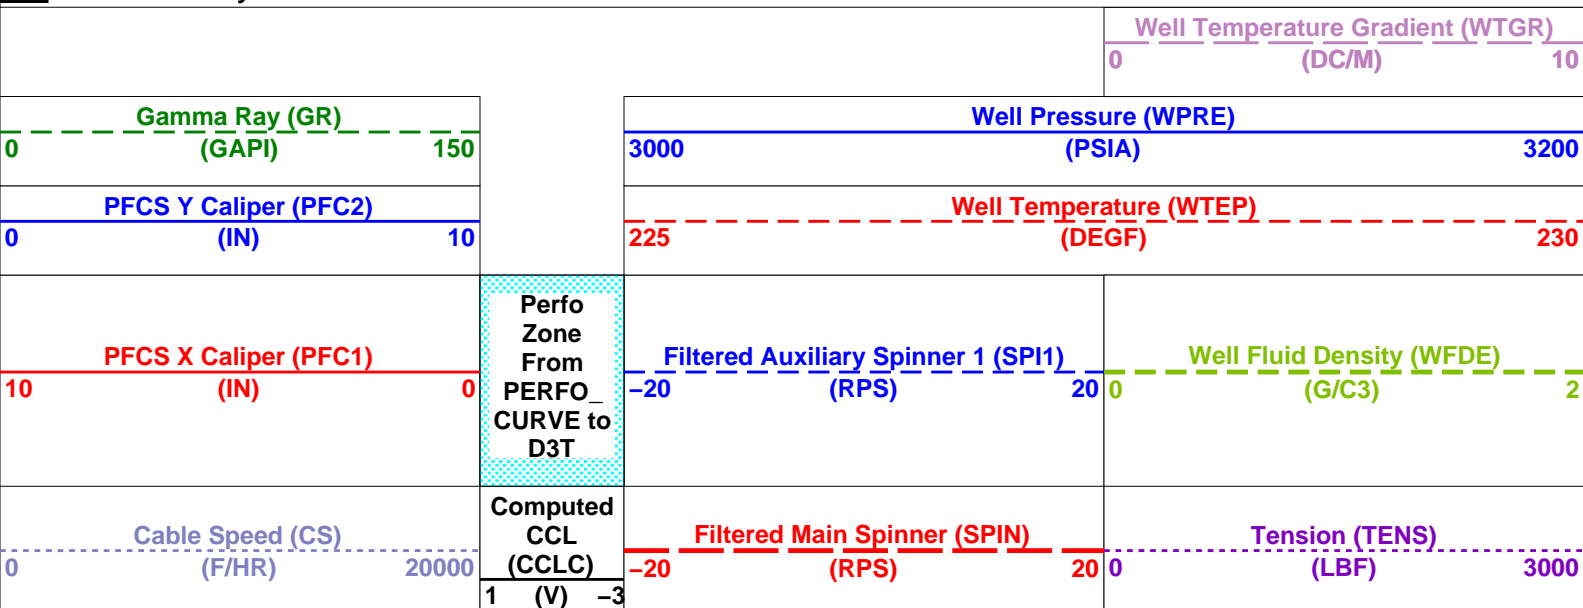 Well Temperature Gradient (WTGR)
0 (DC/M) 10
Gamma Ray (GR)
0 (GAPI) 150
Well Pressure (WPRE)
3000 (PSIA) 3200
PFCS Y Caliper (PFC2)
0 (IN) 10
Well Temperature (WTEP)
225 (DEGF) 230
PFCS X Caliper (PFC1)
10 (IN) 0
Perfo
Zone
From
PERFO_
CURVE to
D3T
Filtered Auxiliary Spinner 1 (SPI1)
−20 (RPS) 20
Well Fluid Density (WFDE)
0 (G/C3) 2
Cable Speed (CS)
0 (F/HR) 20000
Computed
CCL
(CCLC)
1 (V) −3
Filtered Main Spinner (SPIN)
−20 (RPS) 20
Tension (TENS)
0 (LBF) 3000